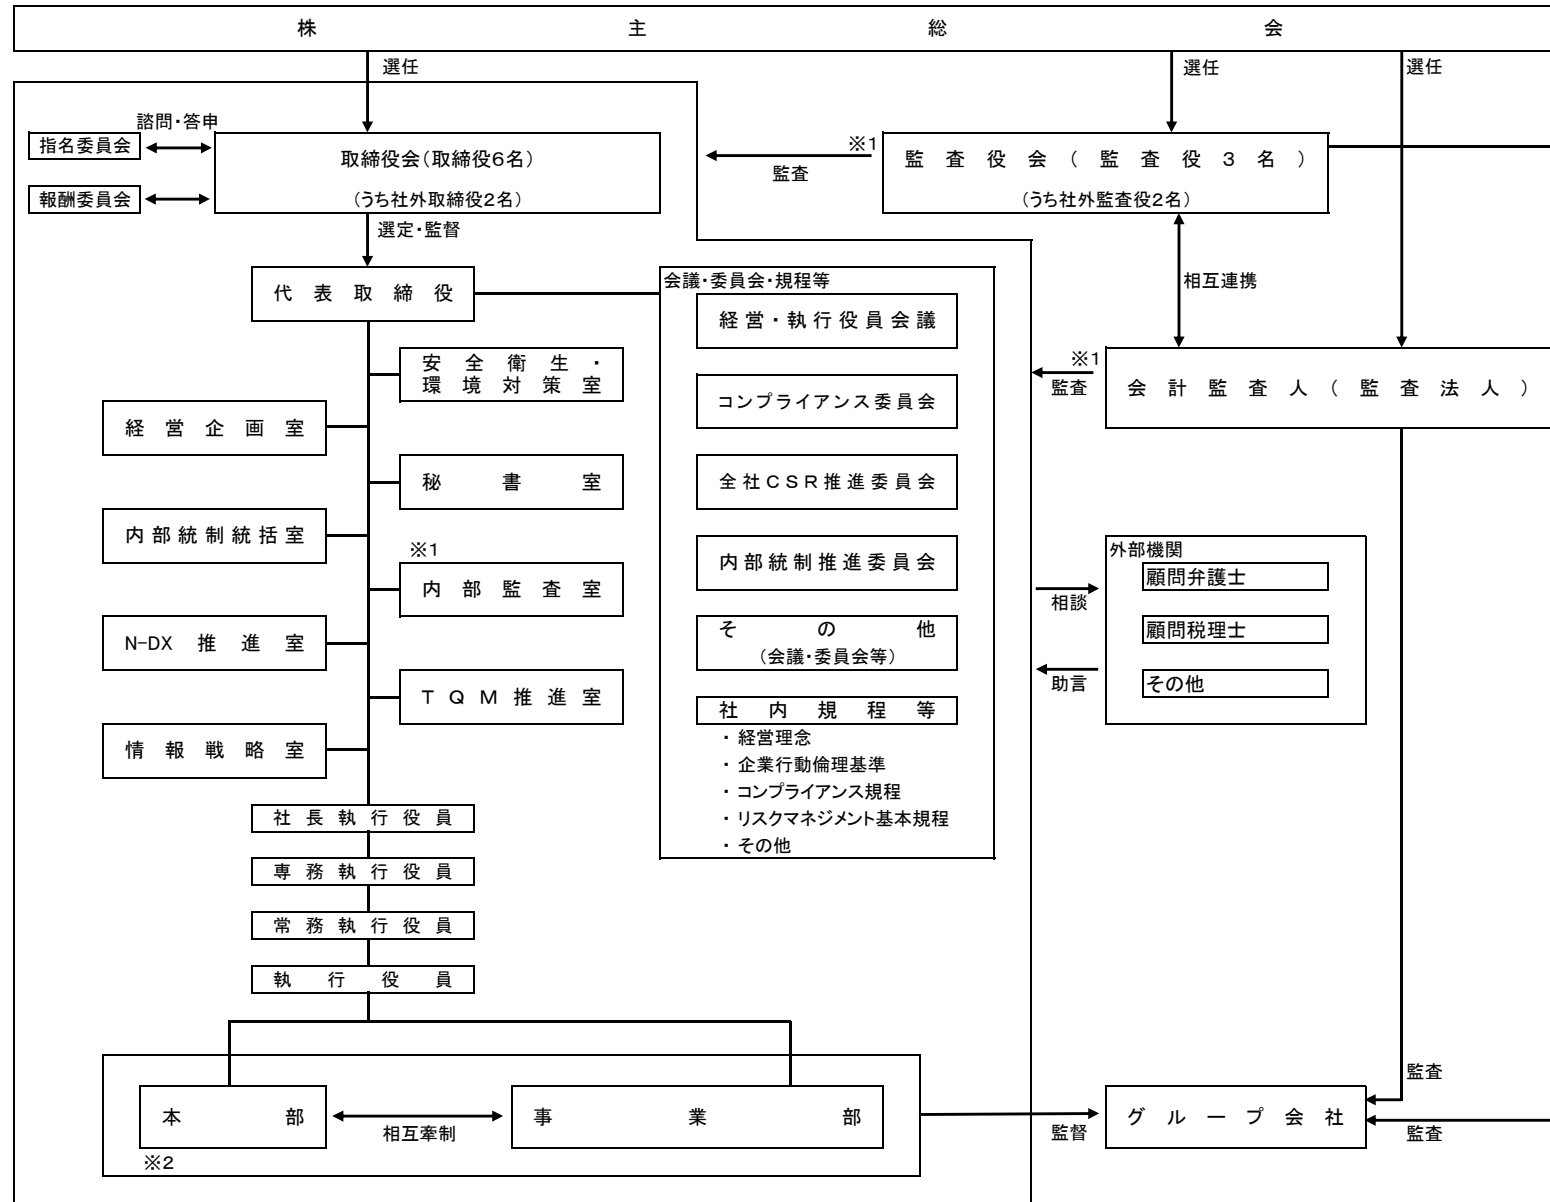 株主総会
選任
選任
選任
諮問・答申
指名委員会
報酬委員会
取締役会(取締役6名)
(うち社外取締役2名)
※1
監査
監査役会(監査役3名)
(うち社外監査役2名)
選定・監督
相互連携
代表取締役
会議・委員会・規程等
経営・執行役員会議
コンプライアンス委員会
全社CSR推進委員会
内部統制推進委員会
その他
(会議・委員会等)
社内規程等
・ 経営理念
・ 企業行動倫理基準
・ コンプライアンス規程
・ リスクマネジメント基本規程
・ その他
※1
監査
会計監査人(監査法人)
安全衛生・
環境対策室
経営企画室
秘書室
内部統制統括室
※1
内部監査室
N-DX 推進室
TQM推進室
情報戦略室
外部機関
顧問弁護士
顧問税理士
その他
相談
助言
社長執行役員
専務執行役員
常務執行役員
執行役員
本部
相互牽制
事業部
※2
監督
グループ会社
監査
監査